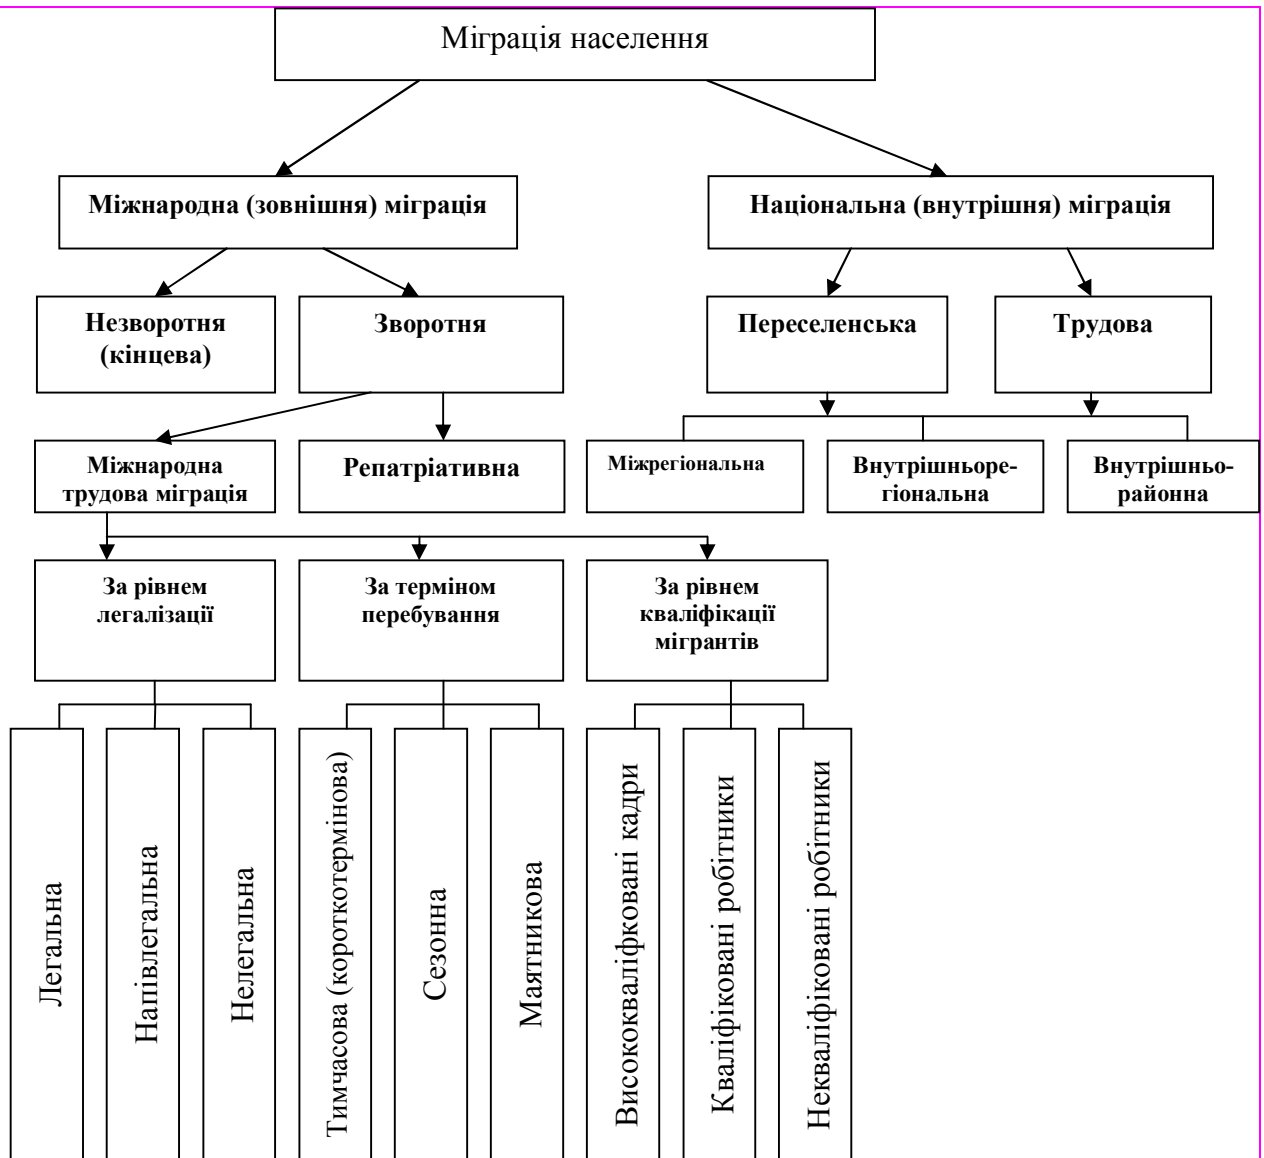 Міграція населення
Міжнародна (зовнішня) міграція
Національна (внутрішня) міграція
Незворотня
(кінцева)
Зворотня
Переселенська
Трудова
Міжнародна
трудова міграція
Репатріативна
Міжрегіональна
Внутрішньоре-
гіональна
Внутрішньо-
районна
За рівнем
легалізації
За терміном
перебування
За рівнем
кваліфікації
мігрантів
Легальна
Напівлегальна
Нелегальна
Тимчасова (короткотермінова)
Сезонна
Маятникова
Висококваліфковані кадри
Кваліфіковані робітники
Некваліфіковані робітники